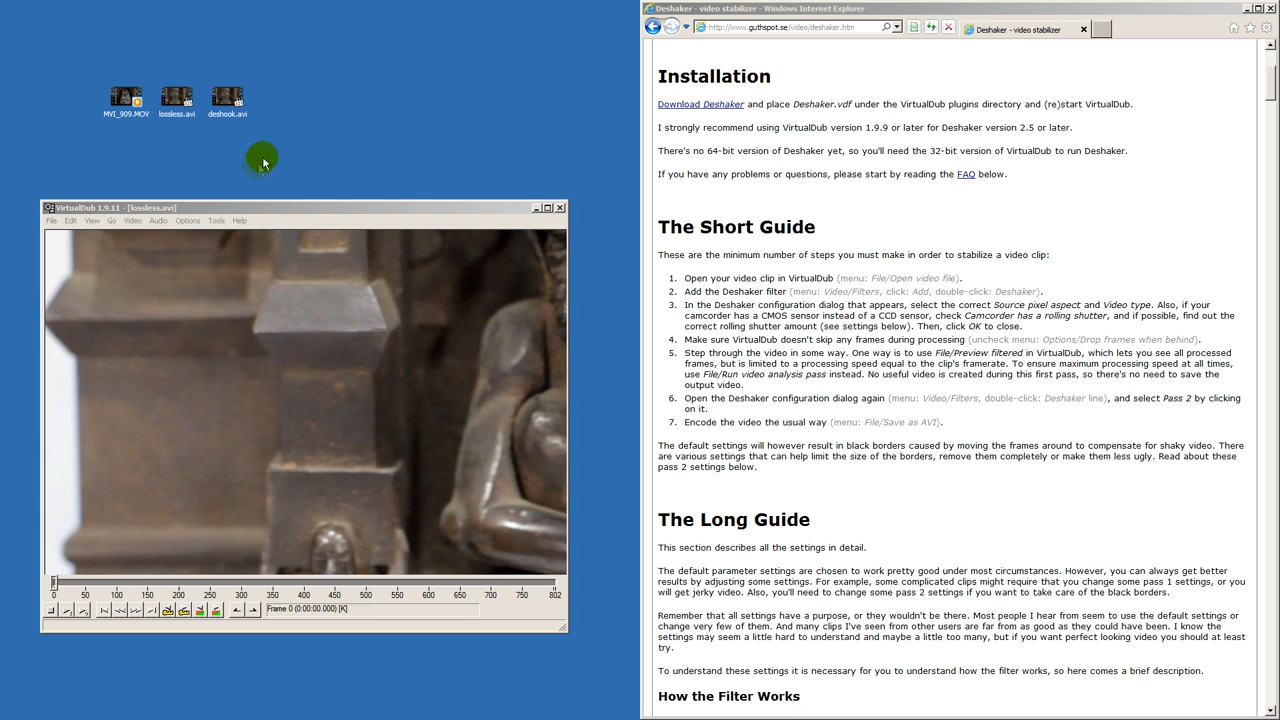 Deshaker - video stabilizer - Windows Internet Explorer
http://www.guthspot.se/video/deshaker.htm
Deshaker - video stabilizer
MVI_909.MOV
lossless.avi
deshook.avi
VirtualDub 1.9.11 - [lossless.avi]
File Edit View Go Video Audio Options Tools Help
0 50 100 150 200 250 300 350 400 450 500 550 600 650 700 750 802
Frame 0 (0:00:00.000) [K]
Installation
Download Deshaker and place Deshaker.vdf under the VirtualDub plugins directory and (re)start VirtualDub.
I strongly recommend using VirtualDub version 1.9.9 or later for Deshaker version 2.5 or later.
There's no 64-bit version of Deshaker yet, so you'll need the 32-bit version of VirtualDub to run Deshaker.
If you have any problems or questions, please start by reading the FAQ below.
The Short Guide
These are the minimum number of steps you must make in order to stabilize a video clip:
1. Open your video clip in VirtualDub (menu: File/Open video file).
2. Add the Deshaker filter (menu: Video/Filters, click: Add, double-click: Deshaker).
3. In the Deshaker configuration dialog that appears, select the correct Source pixel aspect and Video type. Also, if your
camcorder has a CMOS sensor instead of a CCD sensor, check Camcorder has a rolling shutter, and if possible, find out the
correct rolling shutter amount (see settings below). Then, click OK to close.
4. Make sure VirtualDub doesn't skip any frames during processing (uncheck menu: Options/Drop frames when behind).
5. Step through the video in some way. One way is to use File/Preview filtered in VirtualDub, which lets you see all processed
frames, but is limited to a processing speed equal to the clip's framerate. To ensure maximum processing speed at all times,
use File/Run video analysis pass instead. No useful video is created during this first pass, so there's no need to save the
output video.
6. Open the Deshaker configuration dialog again (menu: Video/Filters, double-click: Deshaker line), and select Pass 2 by clicking
on it.
7. Encode the video the usual way (menu: File/Save as AVI).
The default settings will however result in black borders caused by moving the frames around to compensate for shaky video. There
are various settings that can help limit the size of the borders, remove them completely or make them less ugly. Read about these
pass 2 settings below.
The Long Guide
This section describes all the settings in detail.
The default parameter settings are chosen to work pretty good under most circumstances. However, you can always get better
results by adjusting some settings. For example, some complicated clips might require that you change some pass 1 settings, or you
will get jerky video. Also, you'll need to change some pass 2 settings if you want to take care of the black borders.
Remember that all settings have a purpose, or they wouldn't be there. Most people I hear from seem to use the default settings or
change very few of them. And many clips I've seen from other users are far from as good as they could have been. I know the
settings may seem a little hard to understand and maybe a little too many, but if you want perfect looking video you should at least
try.
To understand these settings it is necessary for you to understand how the filter works, so here comes a brief description.
How the Filter Works